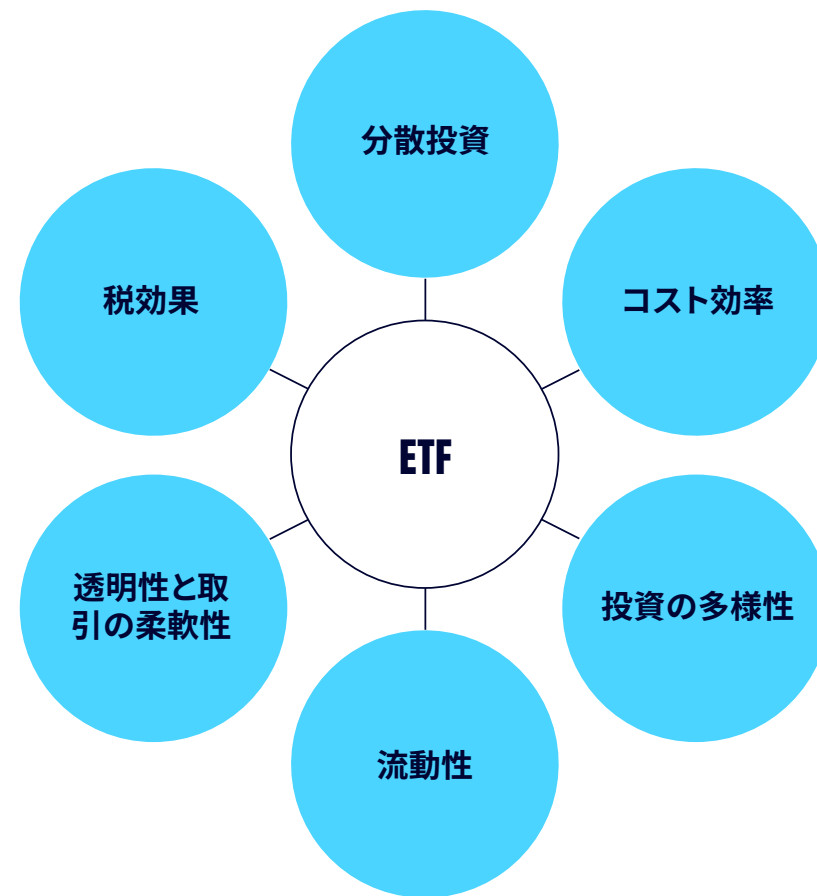 分散投資
税効果
コスト効率
ETF
透明性と取
引の柔軟性
投資の多様性
流動性